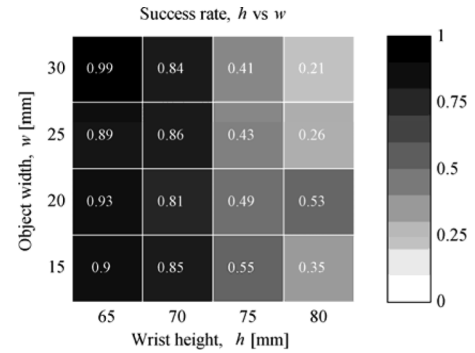 Success rate, h vs w
Object width, w [mm]
30 0.99 0.84 0.41 0.21
25 0.89 0.86 0.43 0.26
20 0.93 0.81 0.49 0.53
15 0.9 0.85 0.55 0.35
65 70 75 80
Wrist height, h [mm]
1
0.75
0.5
0.25
0